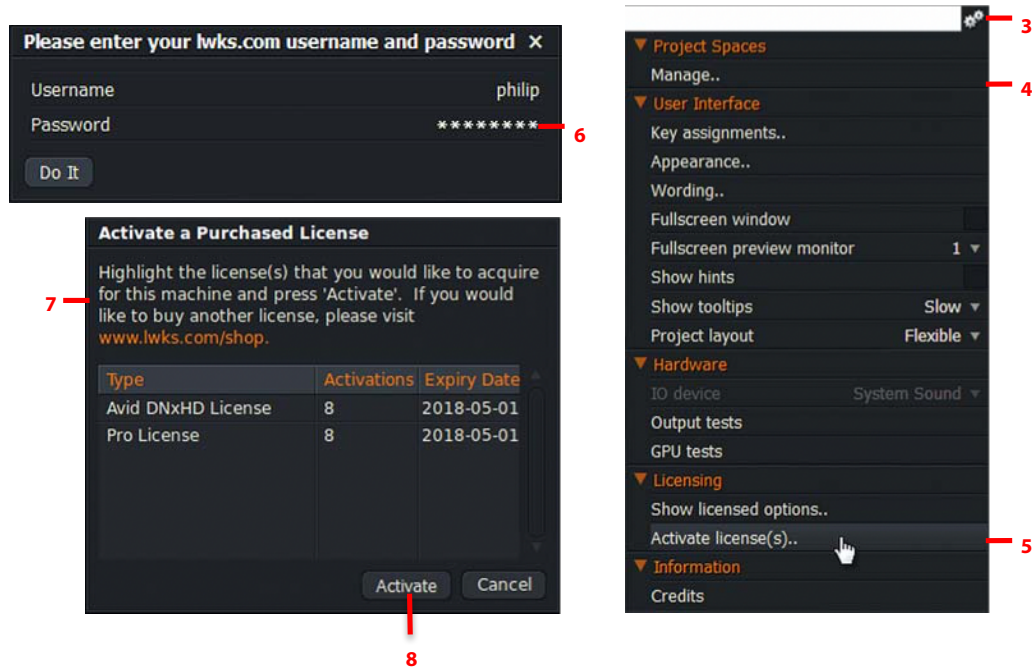 Please enter your lwks.com username and password ×
Username philip
Password ********
6
Do It
Activate a Purchased License
Highlight the license(s) that you would like to acquire
for this machine and press 'Activate'. If you would
like to buy another license, please visit
www.lwks.com/shop.
7
Type Activations Expiry Date
Avid DNxHD License 8 2018-05-01
Pro License 8 2018-05-01
Activate Cancel
8
3
Project Spaces
Manage..
4
User Interface
Key assignments..
Appearance..
Wording..
Fullscreen window
Fullscreen preview monitor 1
Show hints
Show tooltips Slow
Project layout Flexible
Hardware
IO device System Sound
Output tests
GPU tests
Licensing
Show licensed options..
Activate license(s)..
5
Information
Credits